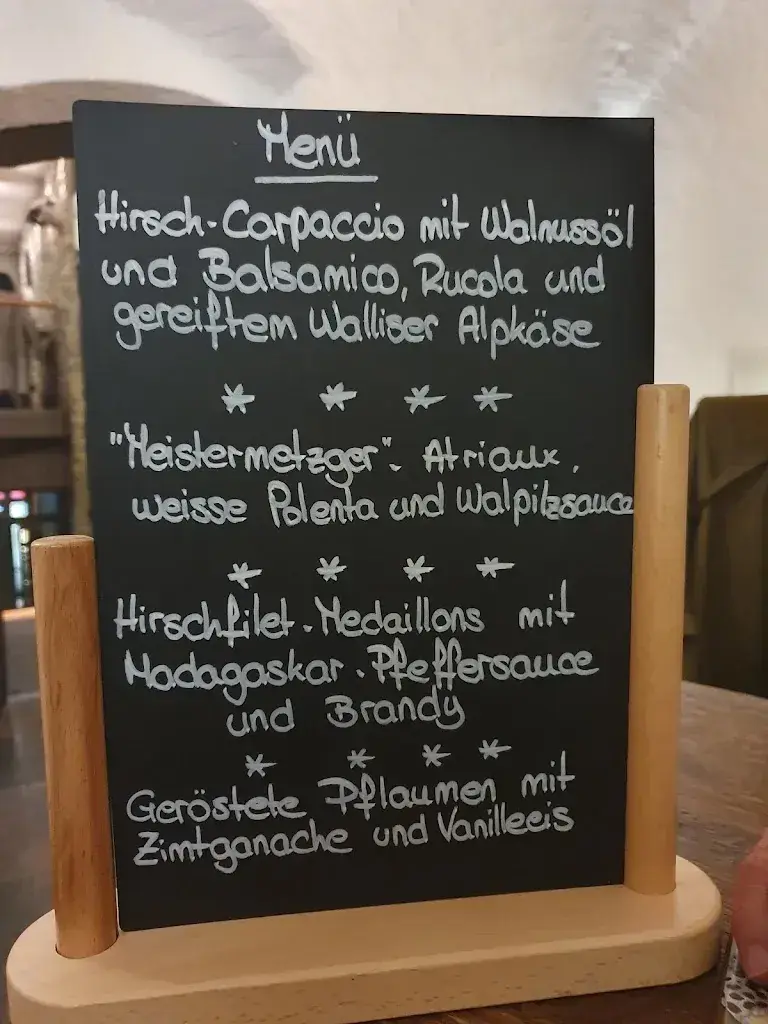 Menü
Hirsch-Carpaccio mit Walnussöl
und Balsamico, Rucola und
gereiftem Walliser Alpkäse
* * * *
"Meistermetzger"- Atriaux,
weisse Polenta und Walpilzsauce
* * * *
Hirschfilet-Medaillons mit
Madagaskar-Pfeffersauce
und Brandy
* * * *
Geröstete Pflaumen mit
Zimtganache und Vanilleeis